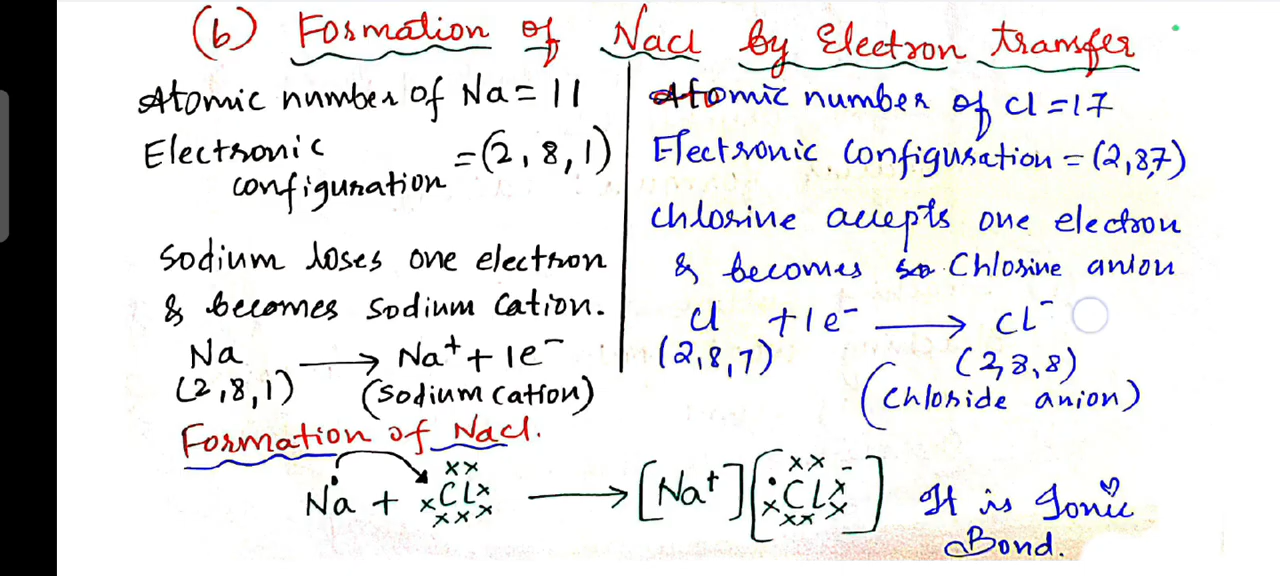 (b) Formation of Nacl by Electron transfer
Atomic number of Na = 11
Electronic configuration = (2, 8, 1)
Sodium loses one electron
& becomes Sodium Cation.
Na ⟶ Na⁺ + 1e⁻
(2,8,1) (Sodium cation)
Atomic number of Cl = 17
Electronic Configuration = (2,8,7)
Chlorine accepts one electron
& becomes Chlorine anion
Cl + 1e⁻ ⟶ CL⁻
(2,8,7) (2,8,8)
(Chloride anion)
Formation of Nacl.
Na + CL ⟶ [Na⁺] [CL]⁻ It is Ionic
Bond.